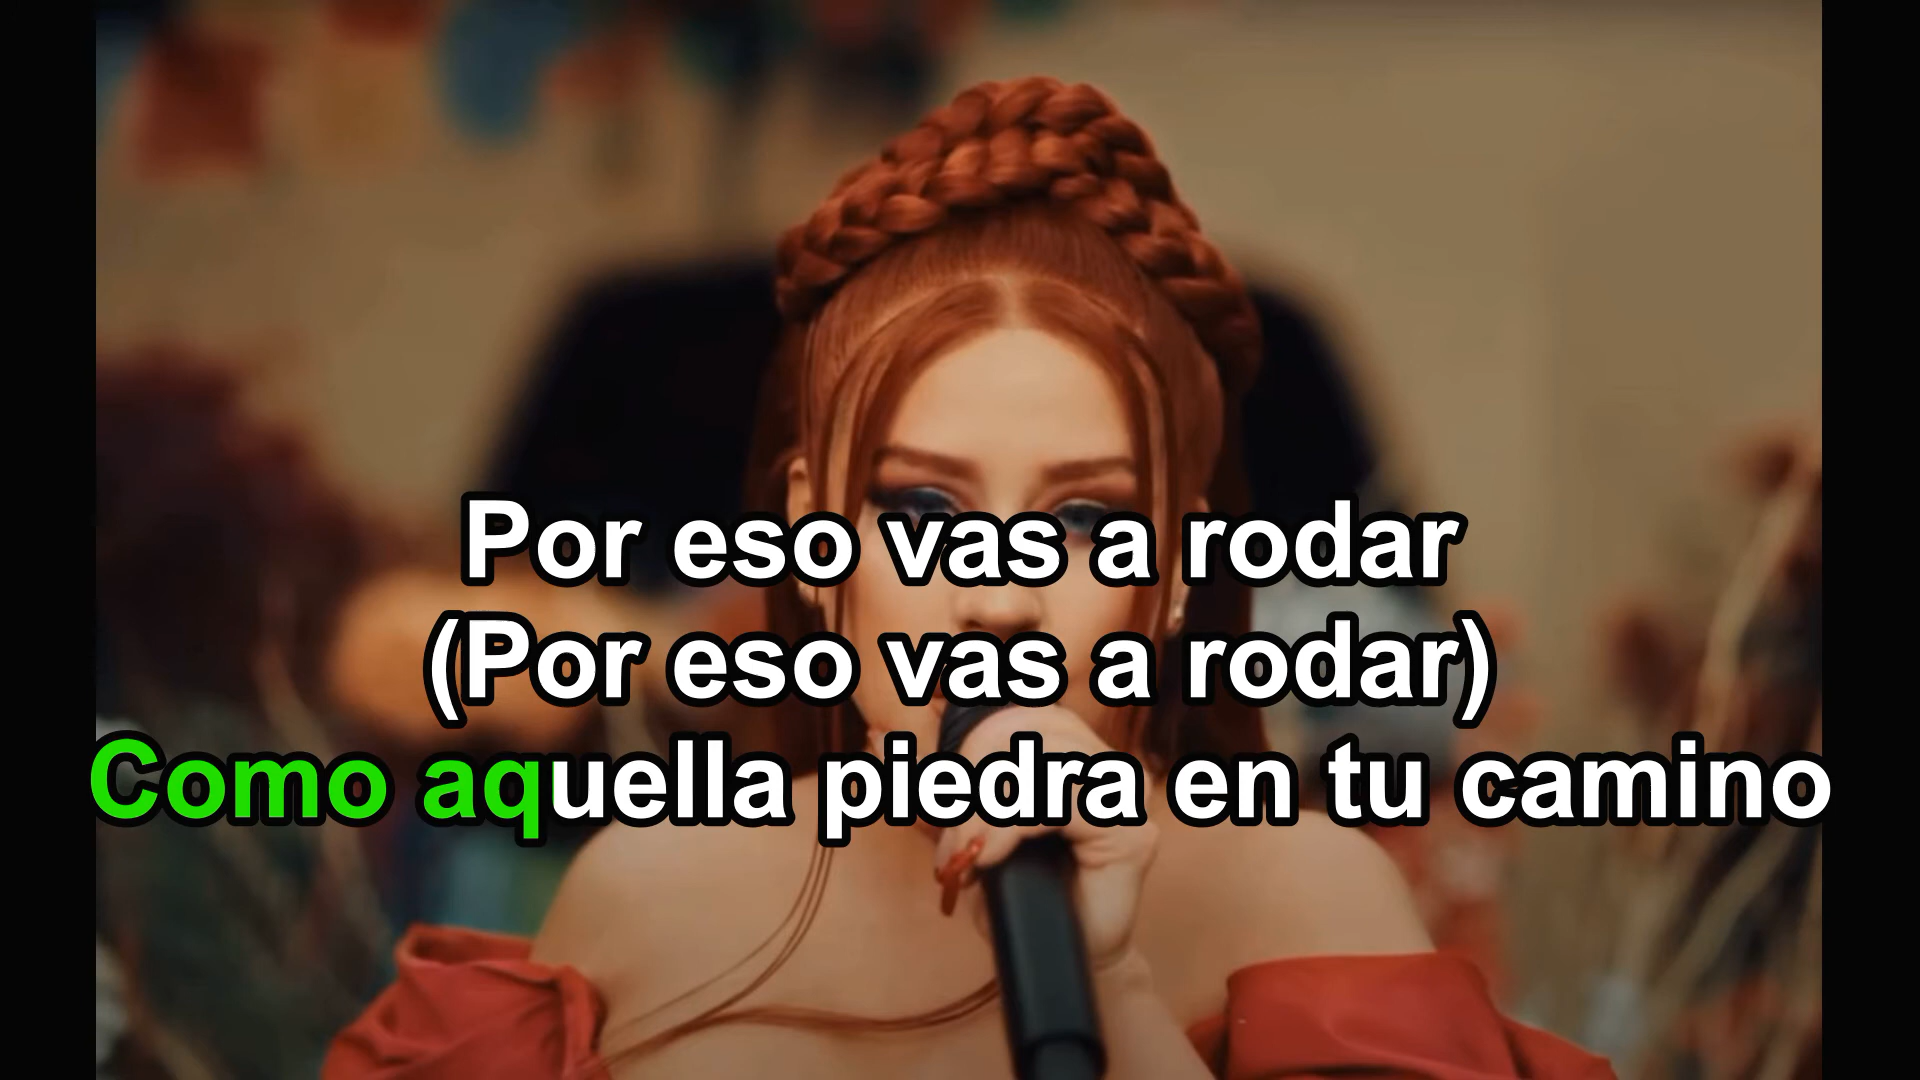 Por eso vas a rodar
(Por eso vas a rodar)
Como aquella piedra en tu camino